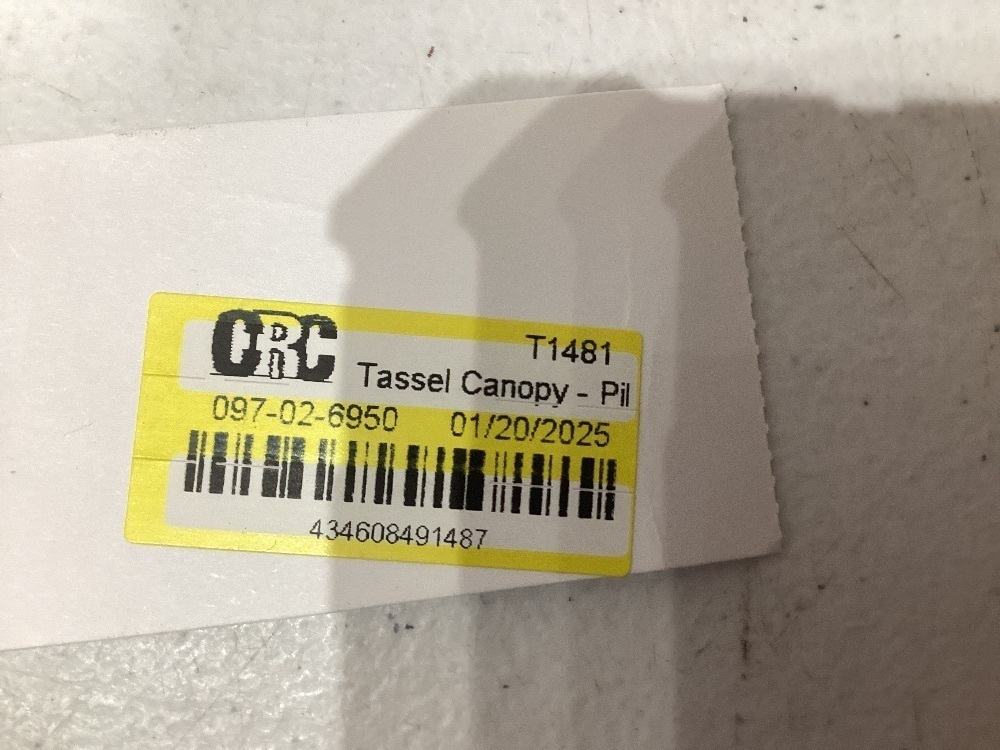 CRC
T1481
Tassel Canopy - Pil
097-02-6950 01/20/2025
434608491487